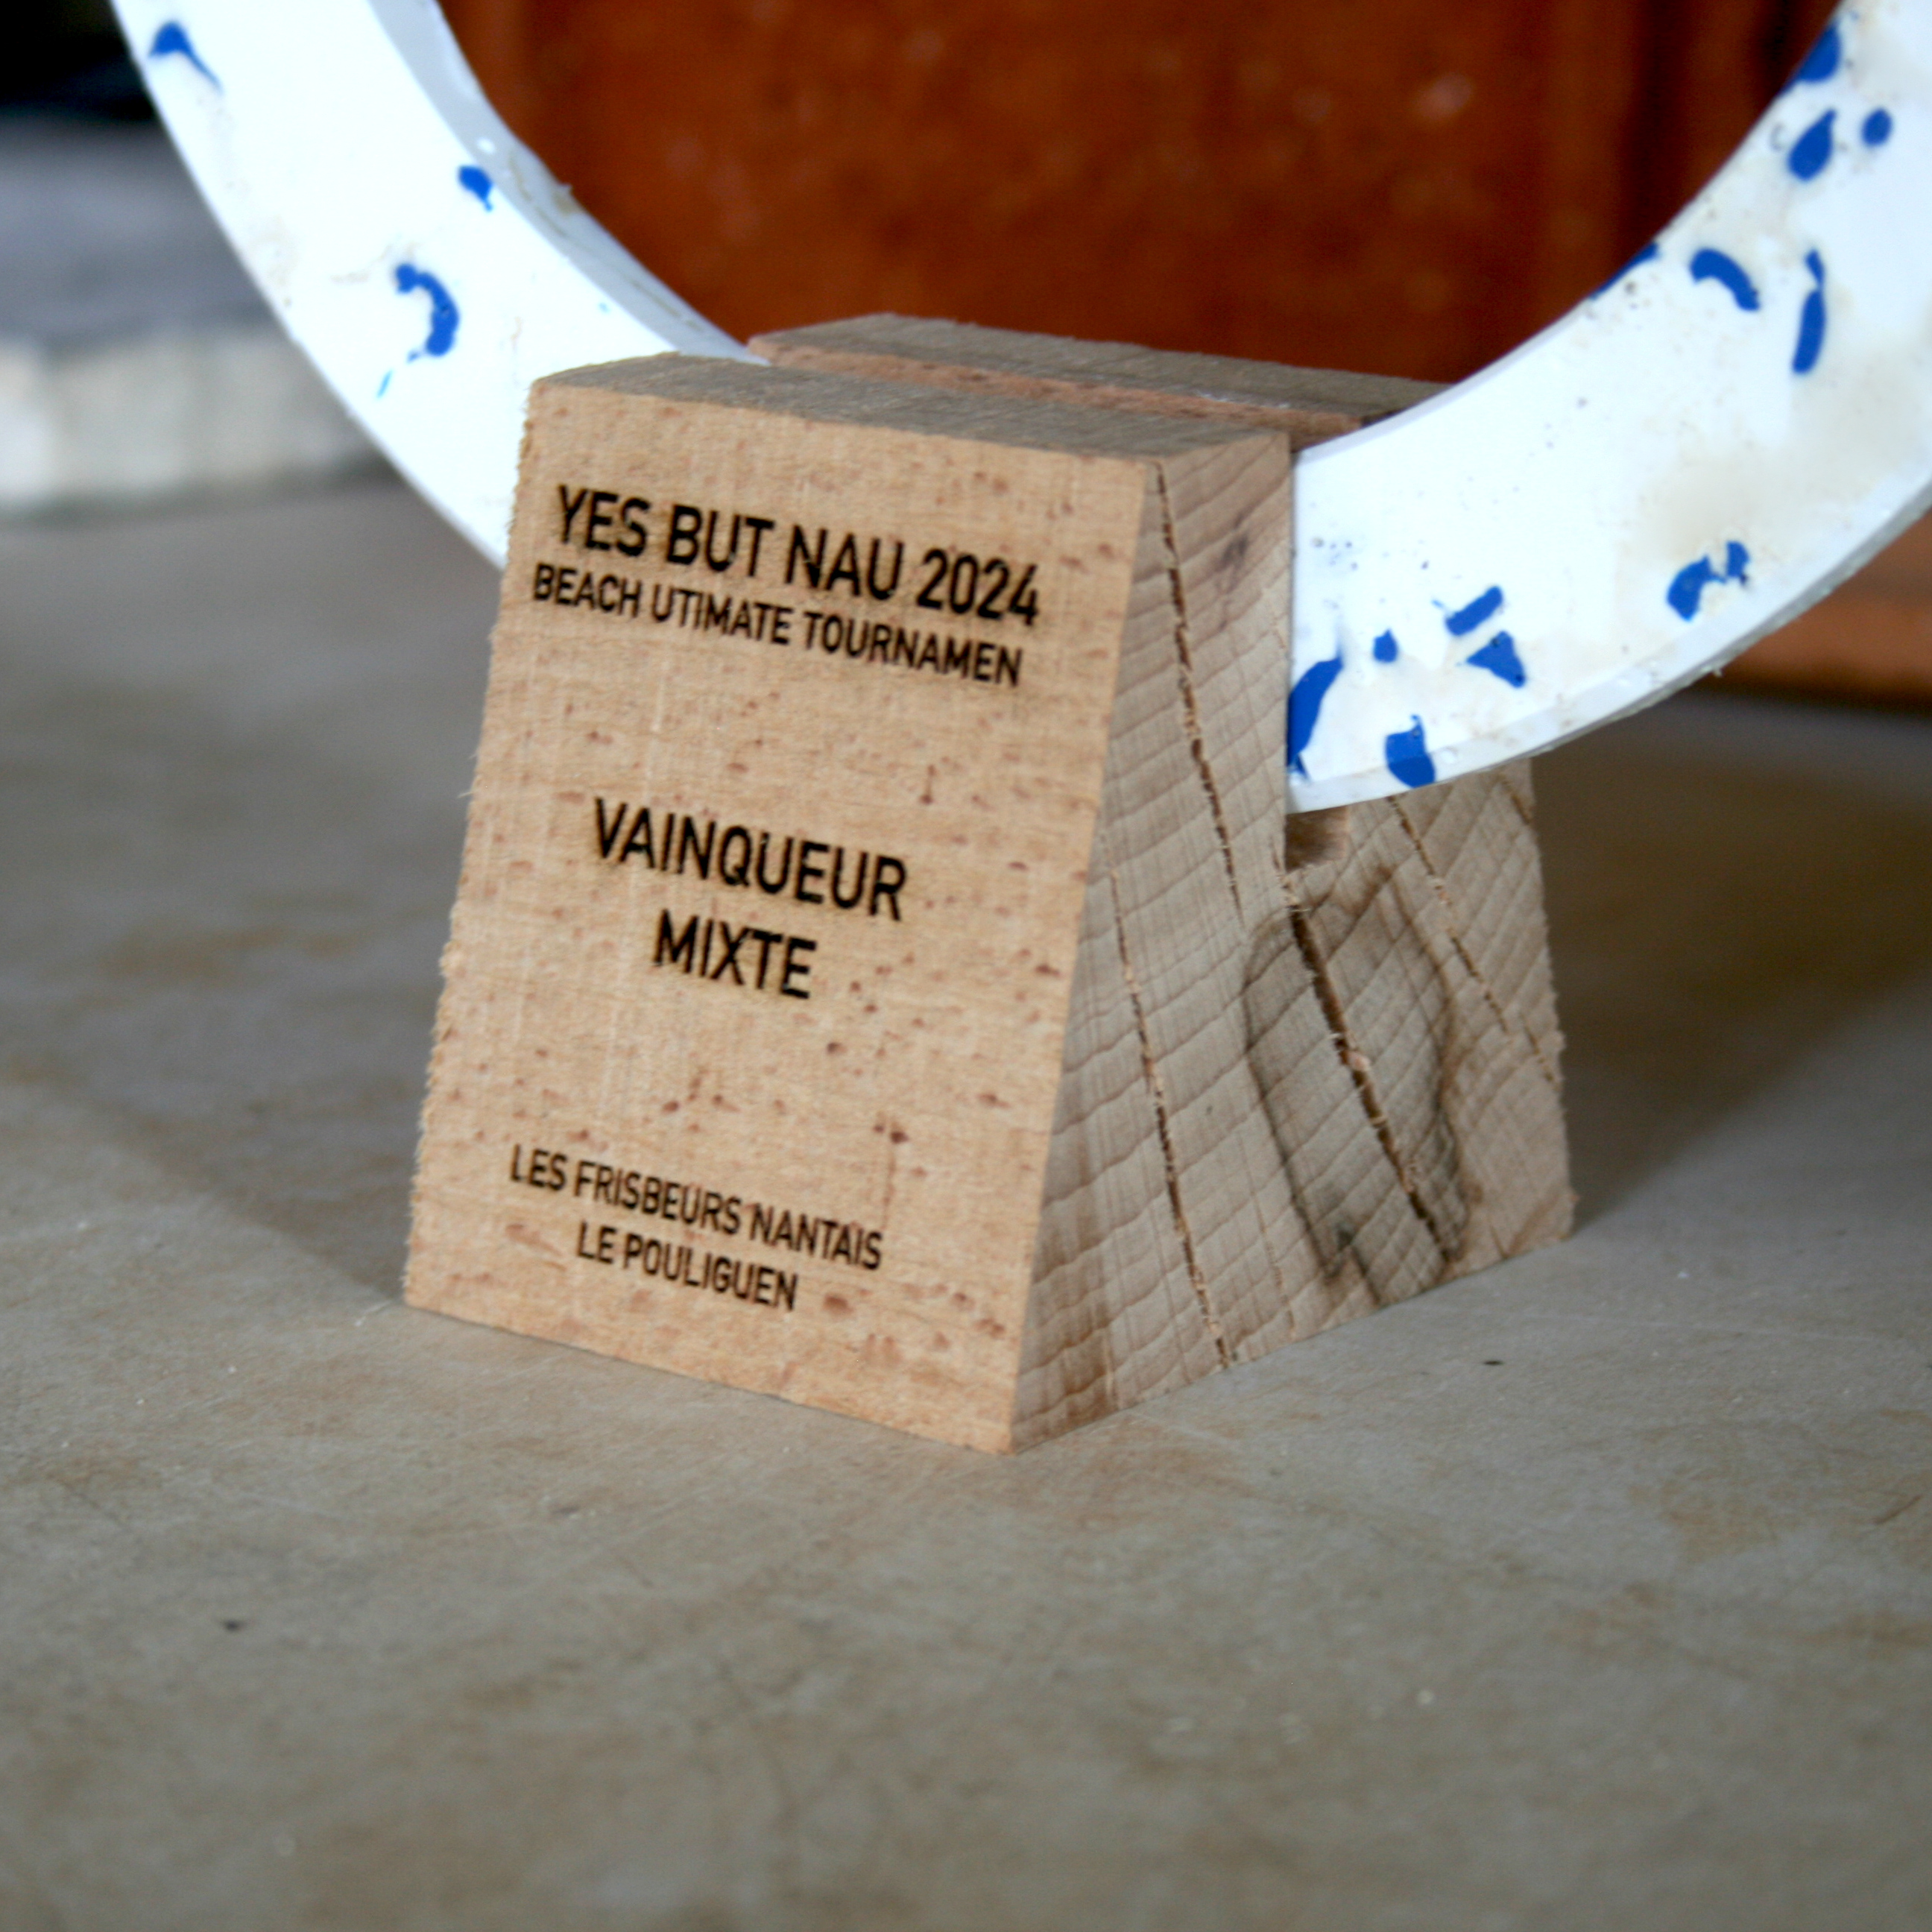 YES BUT NAU 2024
BEACH UTIMATE TOURNAMEN
VAINQUEUR
MIXTE
LES FRISBEURS NANTAIS
LE POULIGUEN